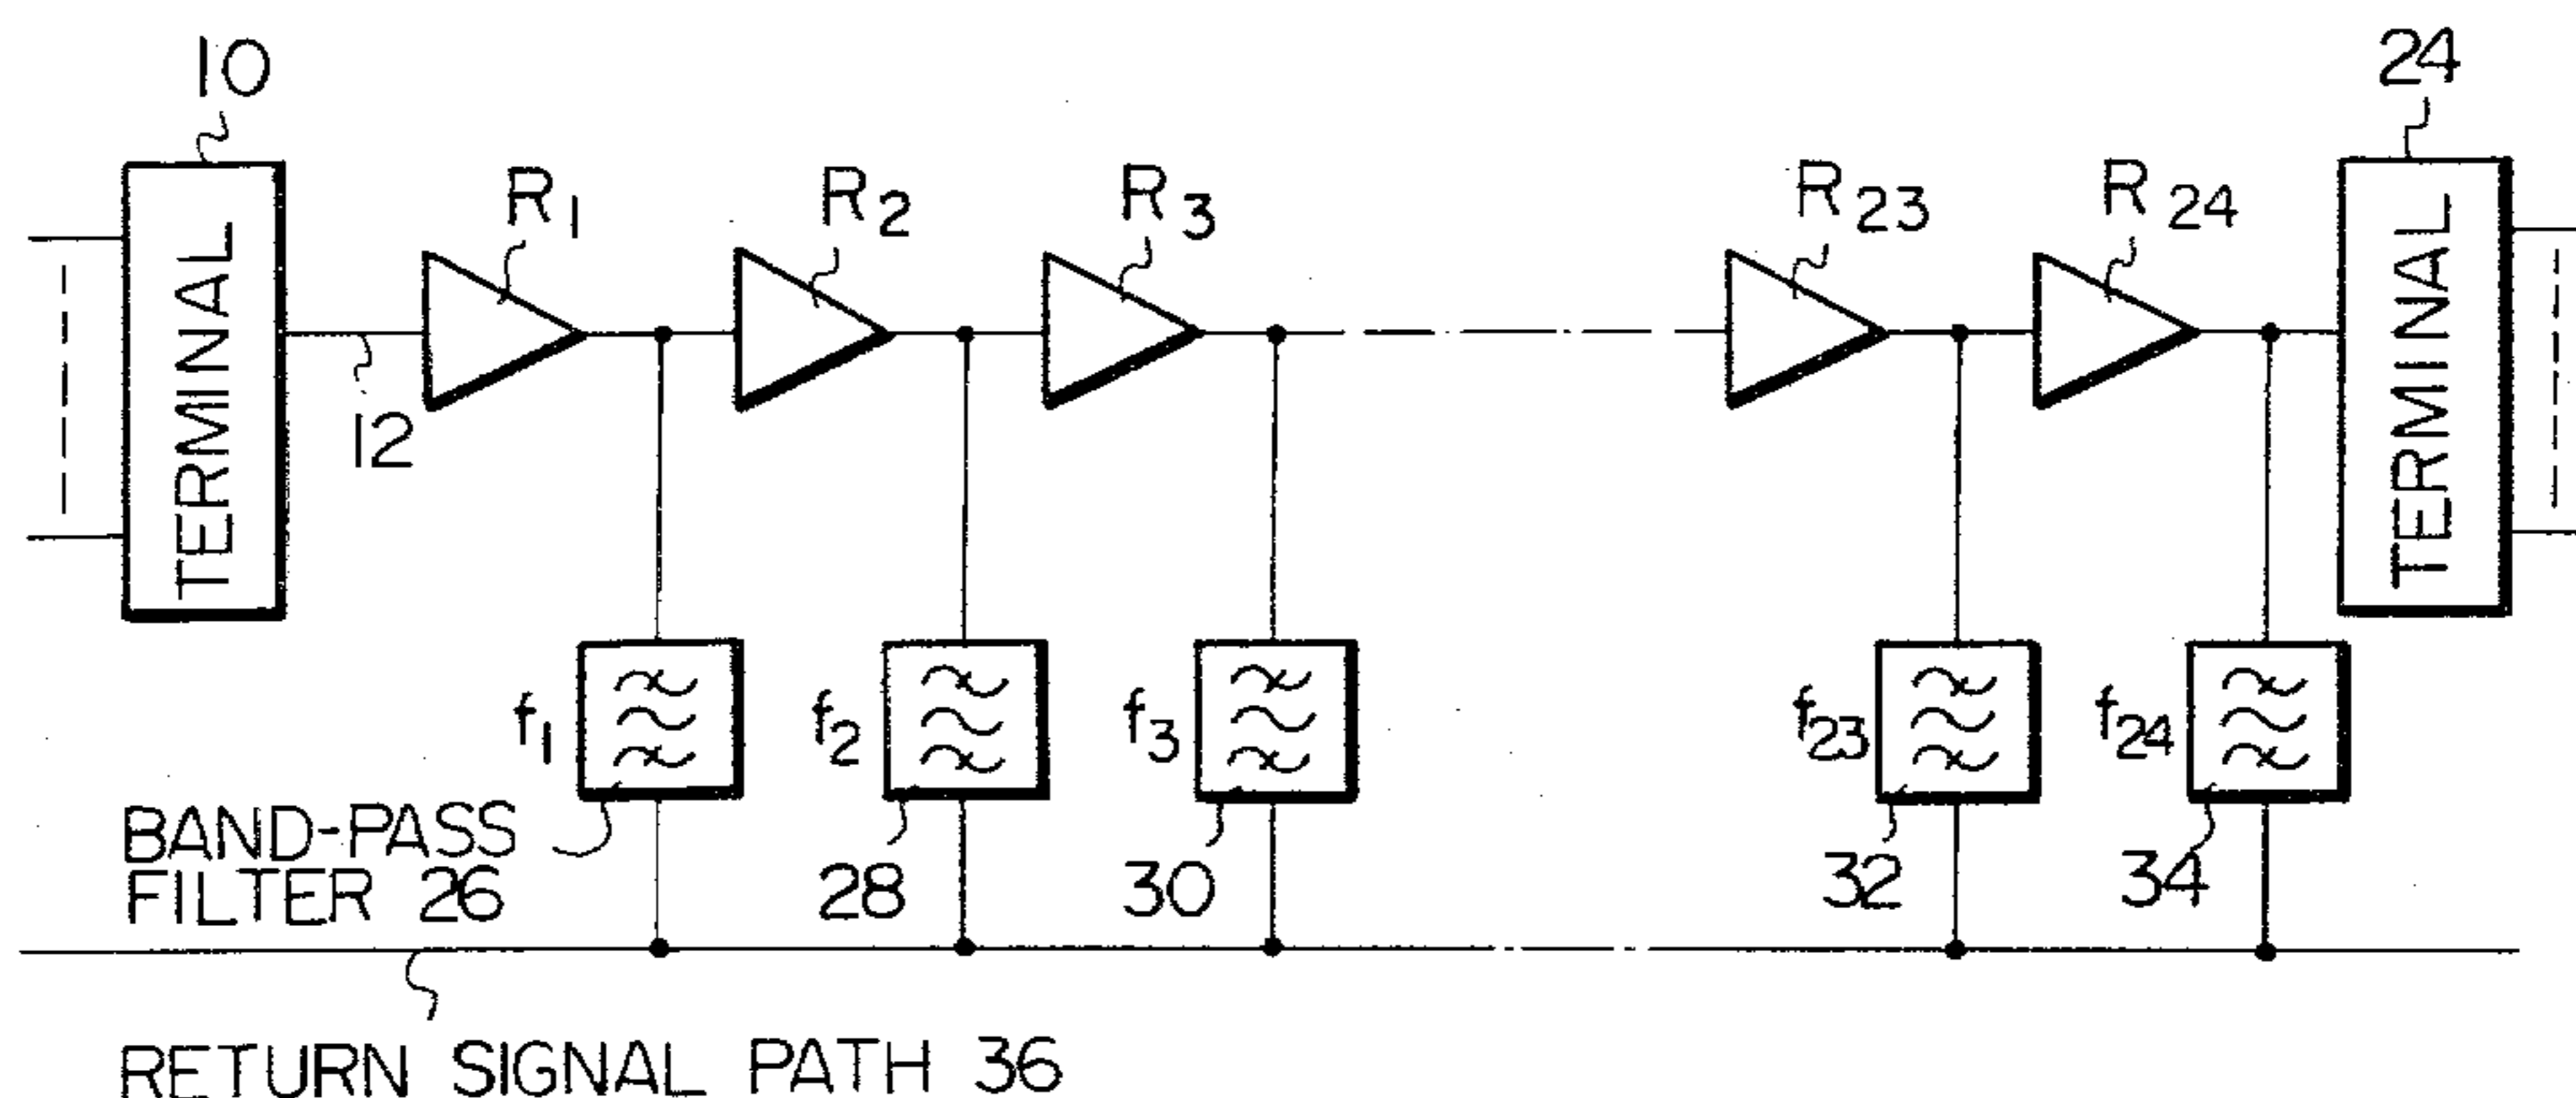 10
24
R1
R2
R3
R23
R24
TERMINAL
TERMINAL
12
f1
f2
f3
f23
f24
BAND-PASS
FILTER 26
28
30
32
34
RETURN SIGNAL PATH 36